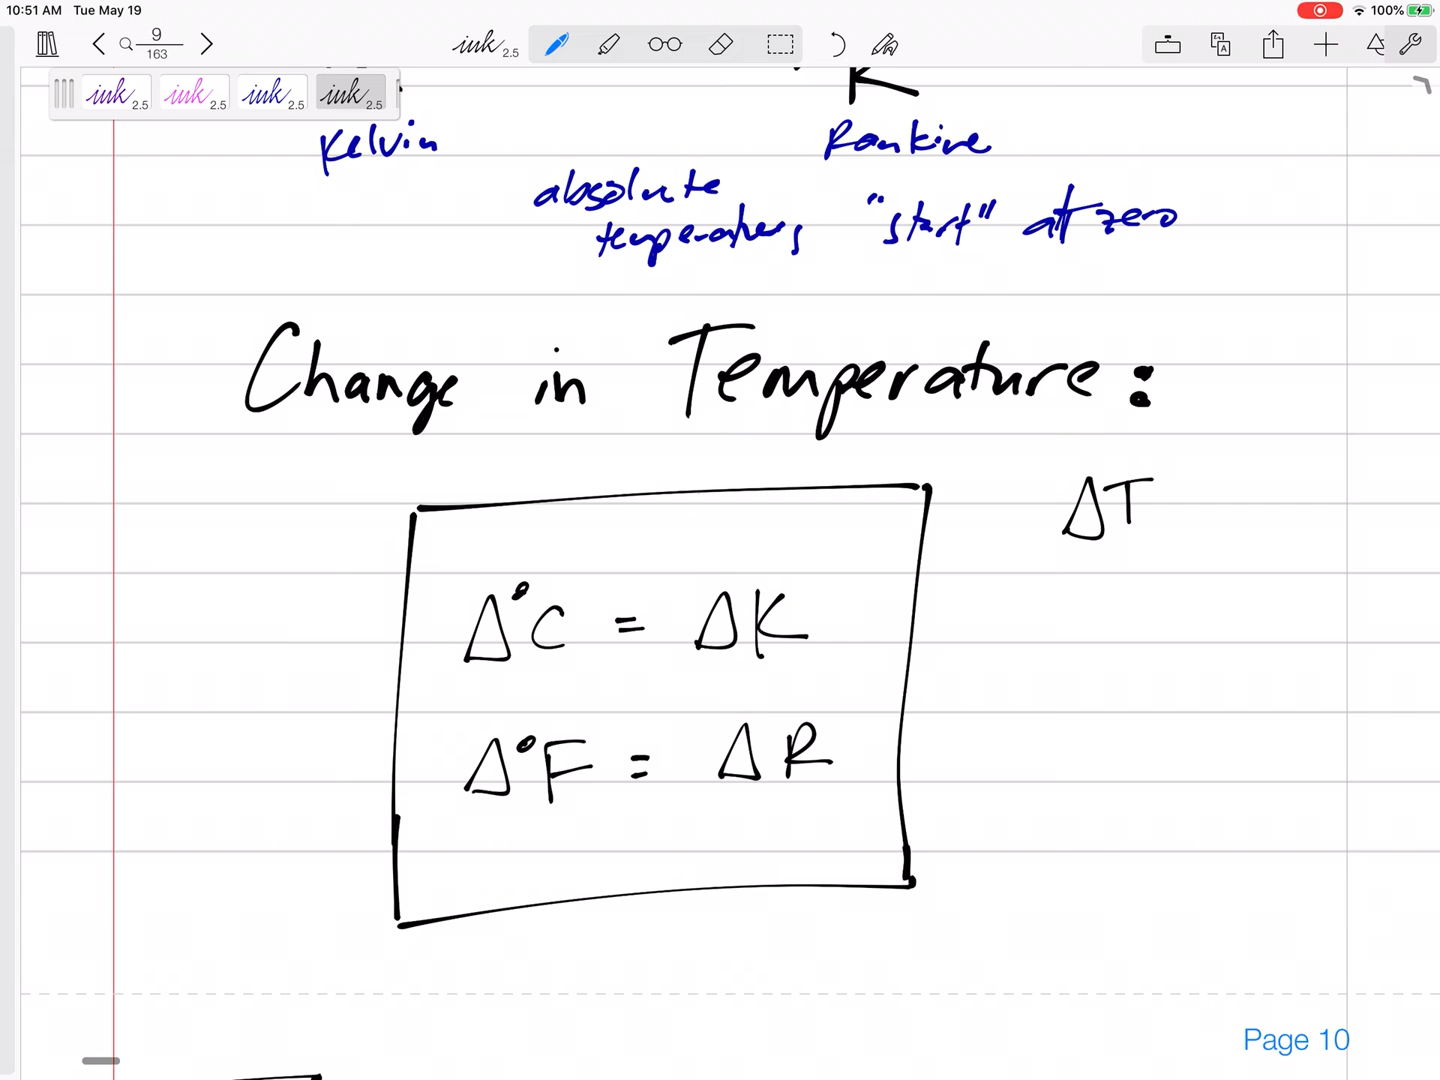 10:51 AM Tue May 19
100%
9
163
ink 2.5
ink 2.5 ink 2.5 ink 2.5 ink 2.5
K
Kelvin Rankine
absolute
temperatures "start" at zero
Change in Temperature:
ΔT
Δ°C = ΔK
Δ°F = ΔR
Page 10